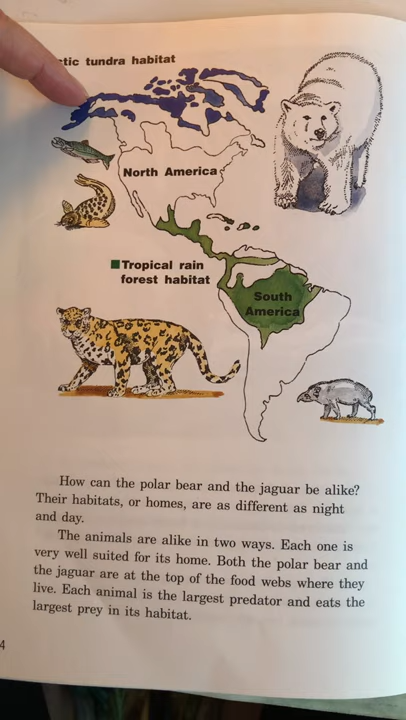 tic tundra habitat
North America
Tropical rain
forest habitat
South
America
How can the polar bear and the jaguar be alike?
Their habitats, or homes, are as different as night
and day.
The animals are alike in two ways. Each one is
very well suited for its home. Both the polar bear and
the jaguar are at the top of the food webs where they
live. Each animal is the largest predator and eats the
largest prey in its habitat.
4